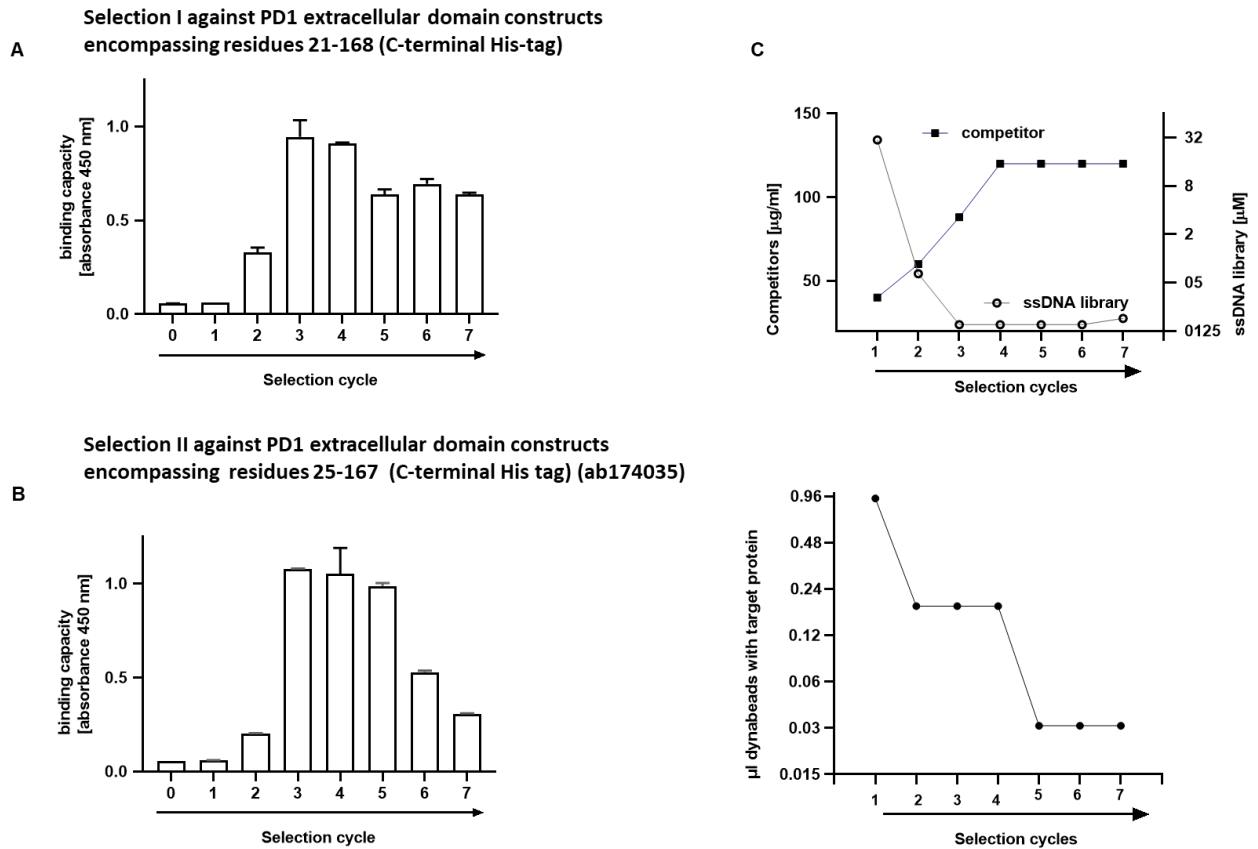 Selection I against PD1 extracellular domain constructs
encompassing residues 21-168 (C-terminal His-tag)
A
binding capacity
[absorbance 450 nm]
1.0
0.5
0.0
0 1 2 3 4 5 6 7
Selection cycle
Selection II against PD1 extracellular domain constructs
encompassing residues 25-167 (C-terminal His tag) (ab174035)
B
binding capacity
[absorbance 450 nm]
1.0
0.5
0.0
0 1 2 3 4 5 6 7
Selection cycle
C
Competitors [µg/ml]
150
100
50
competitor
ssDNA library
32
8
2
05
0125
ssDNA library [µM]
1 2 3 4 5 6 7
Selection cycles
µl dynabeads with target protein
0.96
0.48
0.24
0.12
0.06
0.03
0.015
1 2 3 4 5 6 7
Selection cycles